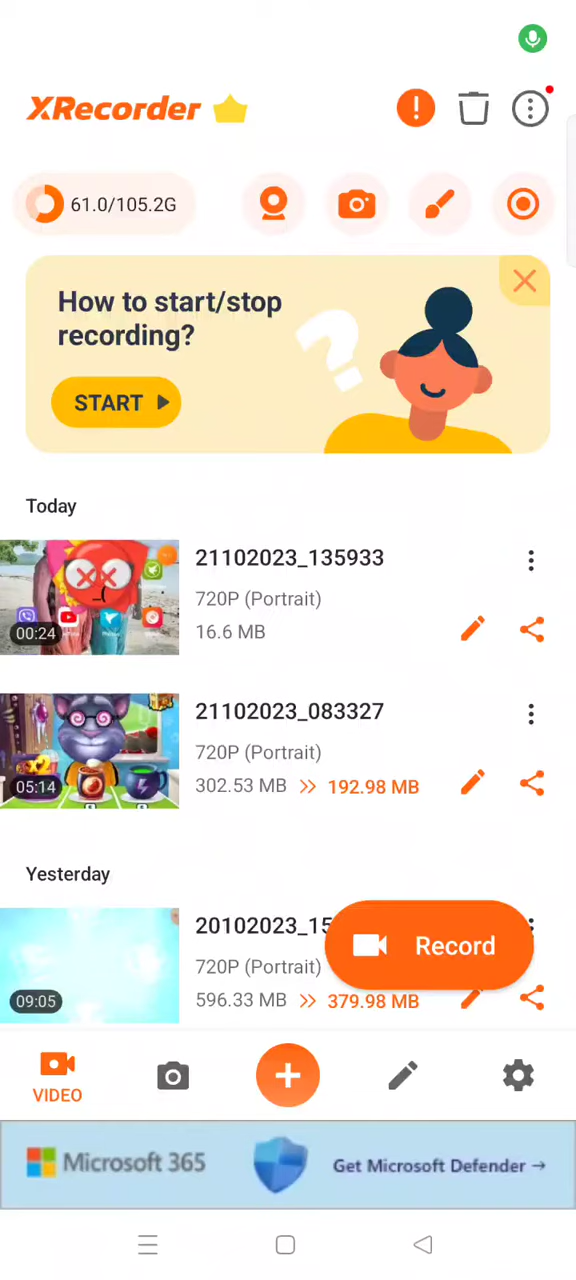 XRecorder
61.0/105.2G
How to start/stop
recording?
START
Today
21102023_135933
720P (Portrait)
16.6 MB
00:24
21102023_083327
720P (Portrait)
302.53 MB >> 192.98 MB
05:14
x2
Yesterday
20102023_15
720P (Portrait)
596.33 MB >> 379.98 MB
09:05
Record
VIDEO
Microsoft 365
Get Microsoft Defender →